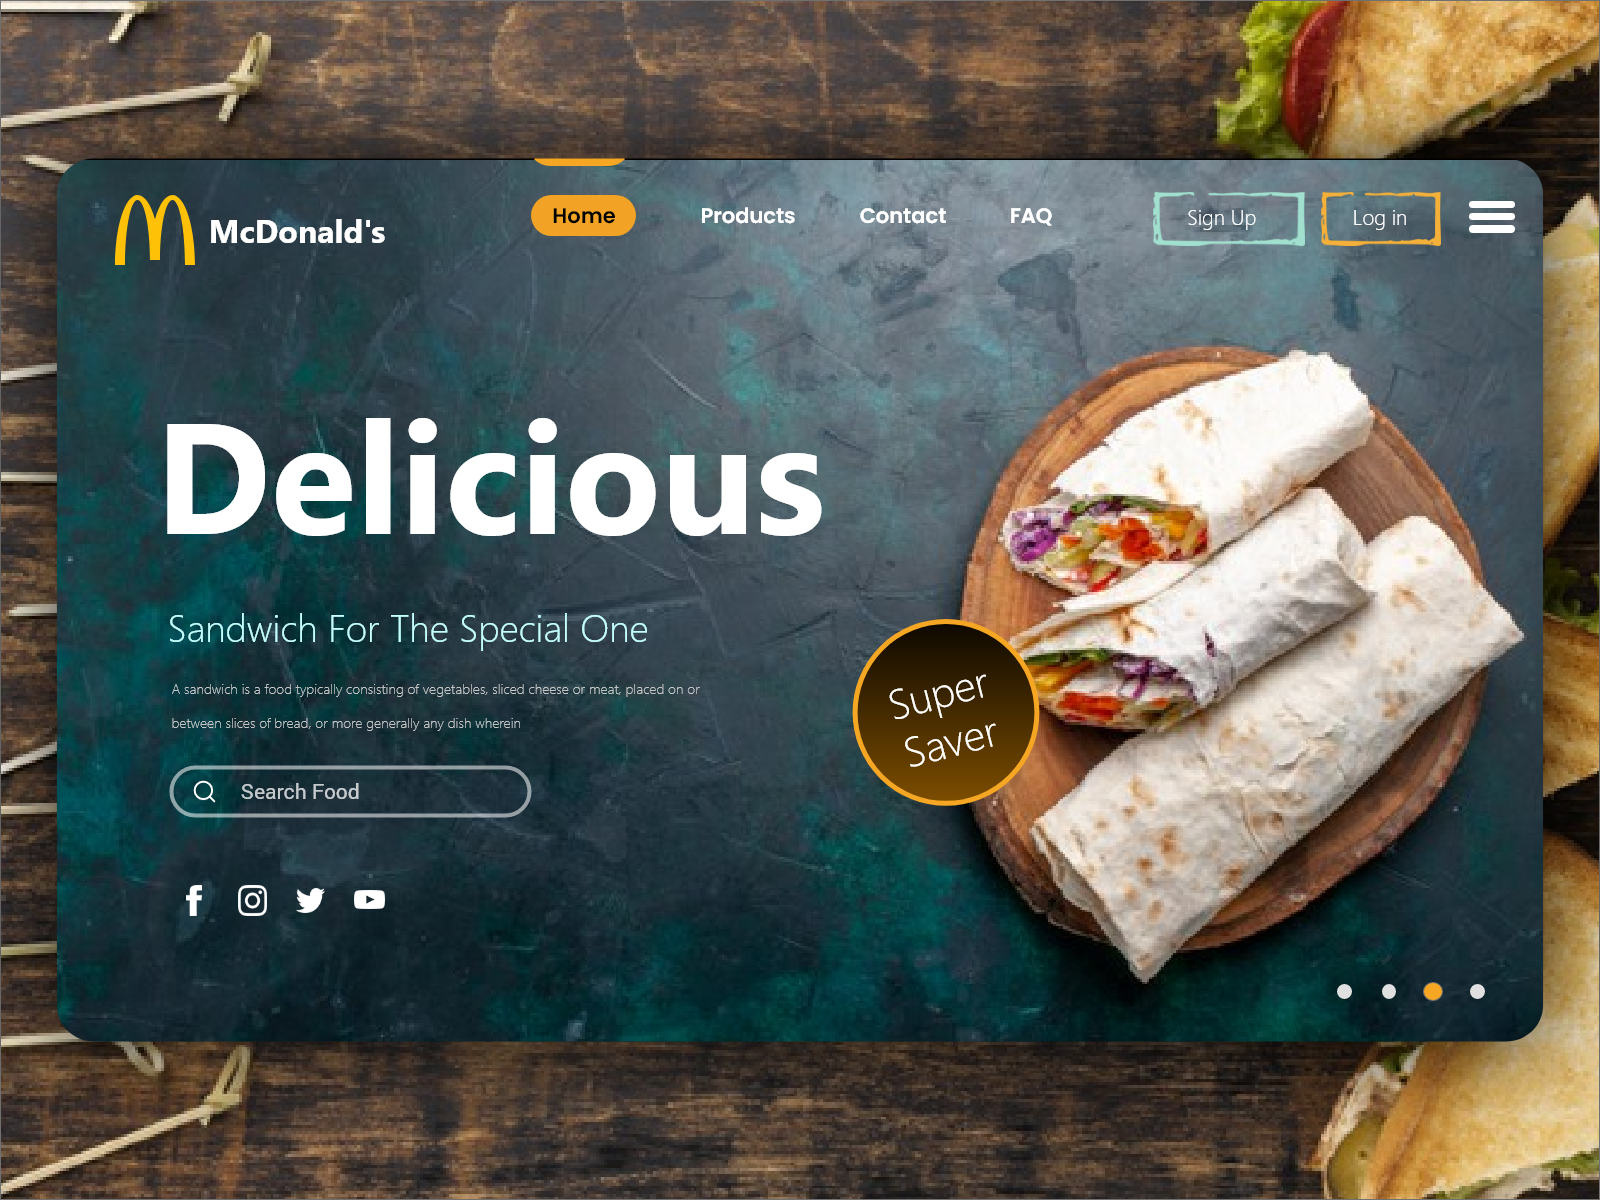 McDonald's
Home
Products
Contact
FAQ
Sign Up
Log in
Delicious
Sandwich For The Special One
A sandwich is a food typically consisting of vegetables, sliced cheese or meat, placed on or
between slices of bread, or more generally any dish wherein
Search Food
Super
Saver